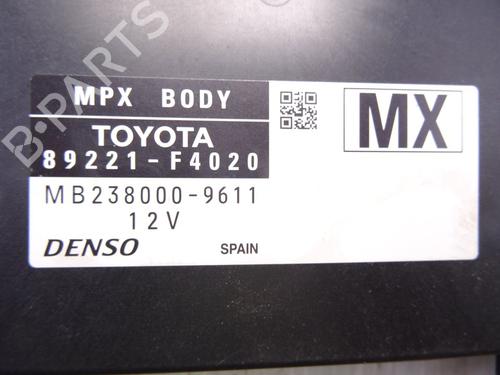 MPX BODY
MX
TOYOTA
89221-F4020
MB238000-9611
12V
DENSO
SPAIN
B-PARTS